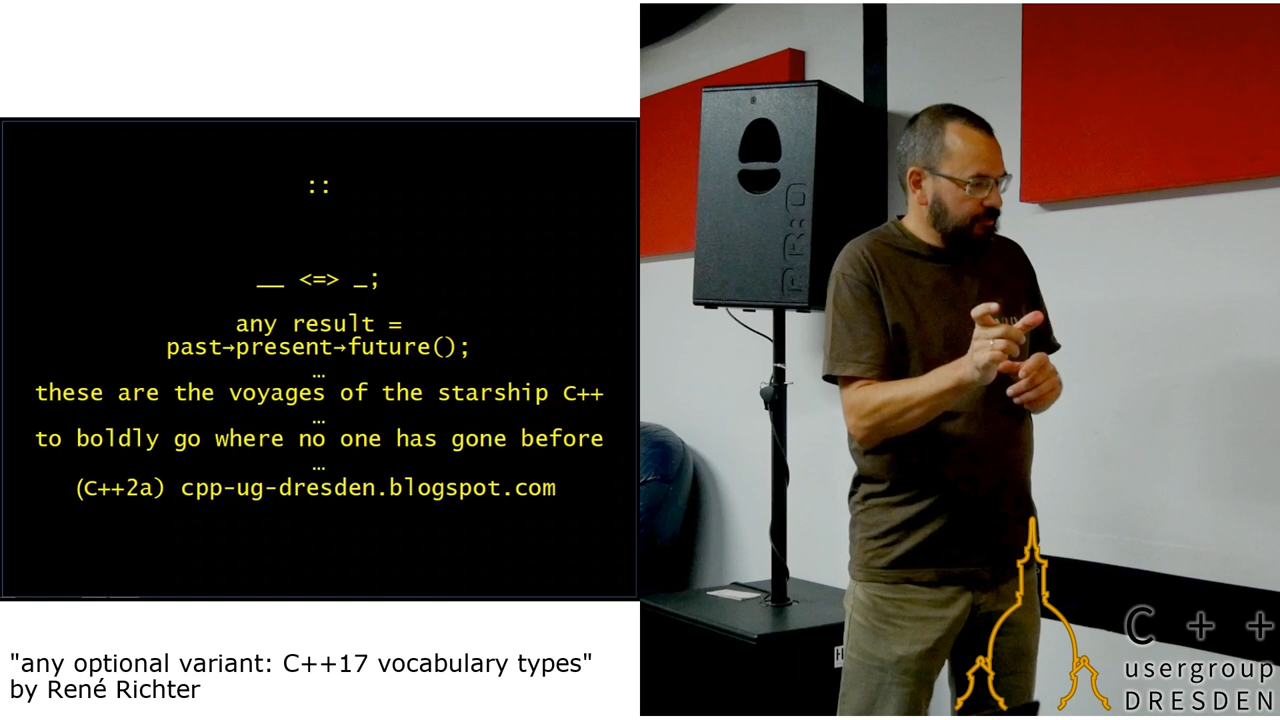 ::
__ <=> _;
any result =
past→present→future();
…
these are the voyages of the starship C++
…
to boldly go where no one has gone before
…
(C++2a) cpp-ug-dresden.blogspot.com
"any optional variant: C++17 vocabulary types"
by René Richter
PR:O
C + +
usergroup
DRESDEN